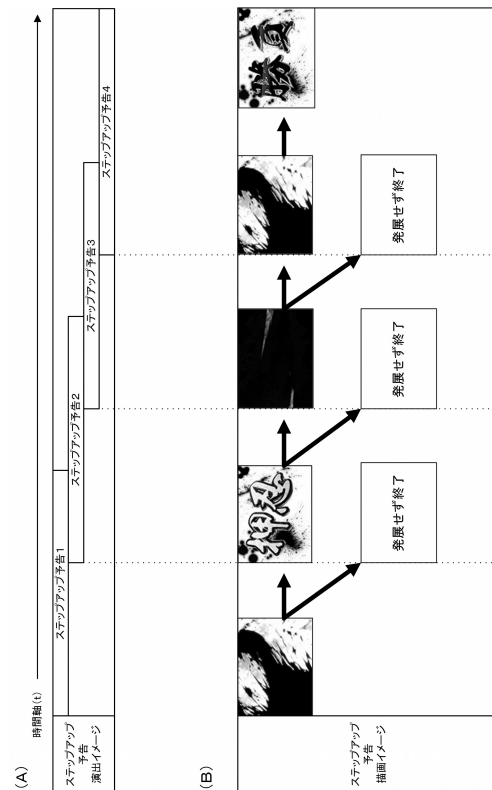 (A)
時間軸(t)
ステップアップ
予告
演出イメージ
ステップアップ予告1
ステップアップ予告2
ステップアップ予告3
ステップアップ予告4
(B)
ステップアップ
予告
描画イメージ
押忍
勝負
発展せず終了
発展せず終了
発展せず終了